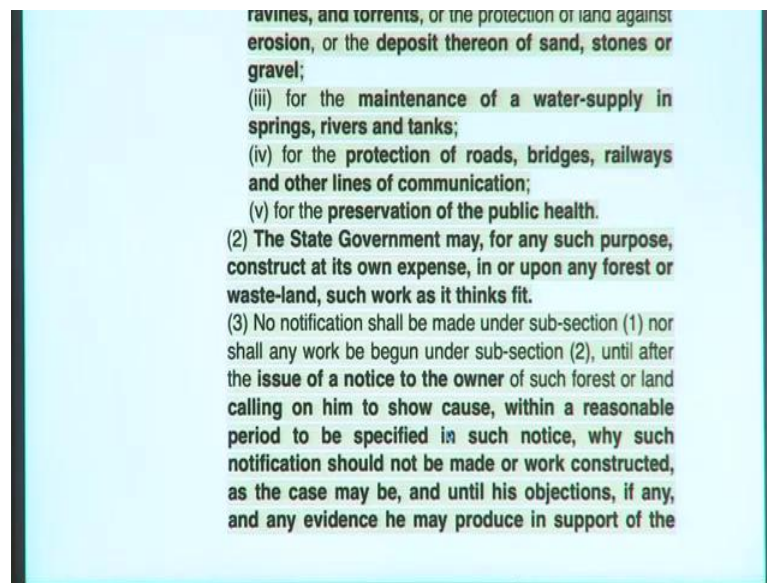 ravines, and torrents, or the protection of land against
erosion, or the deposit thereon of sand, stones or
gravel;
(iii) for the maintenance of a water-supply in
springs, rivers and tanks;
(iv) for the protection of roads, bridges, railways
and other lines of communication;
(v) for the preservation of the public health.
(2) The State Government may, for any such purpose,
construct at its own expense, in or upon any forest or
waste-land, such work as it thinks fit.
(3) No notification shall be made under sub-section (1) nor
shall any work be begun under sub-section (2), until after
the issue of a notice to the owner of such forest or land
calling on him to show cause, within a reasonable
period to be specified in such notice, why such
notification should not be made or work constructed,
as the case may be, and until his objections, if any,
and any evidence he may produce in support of the